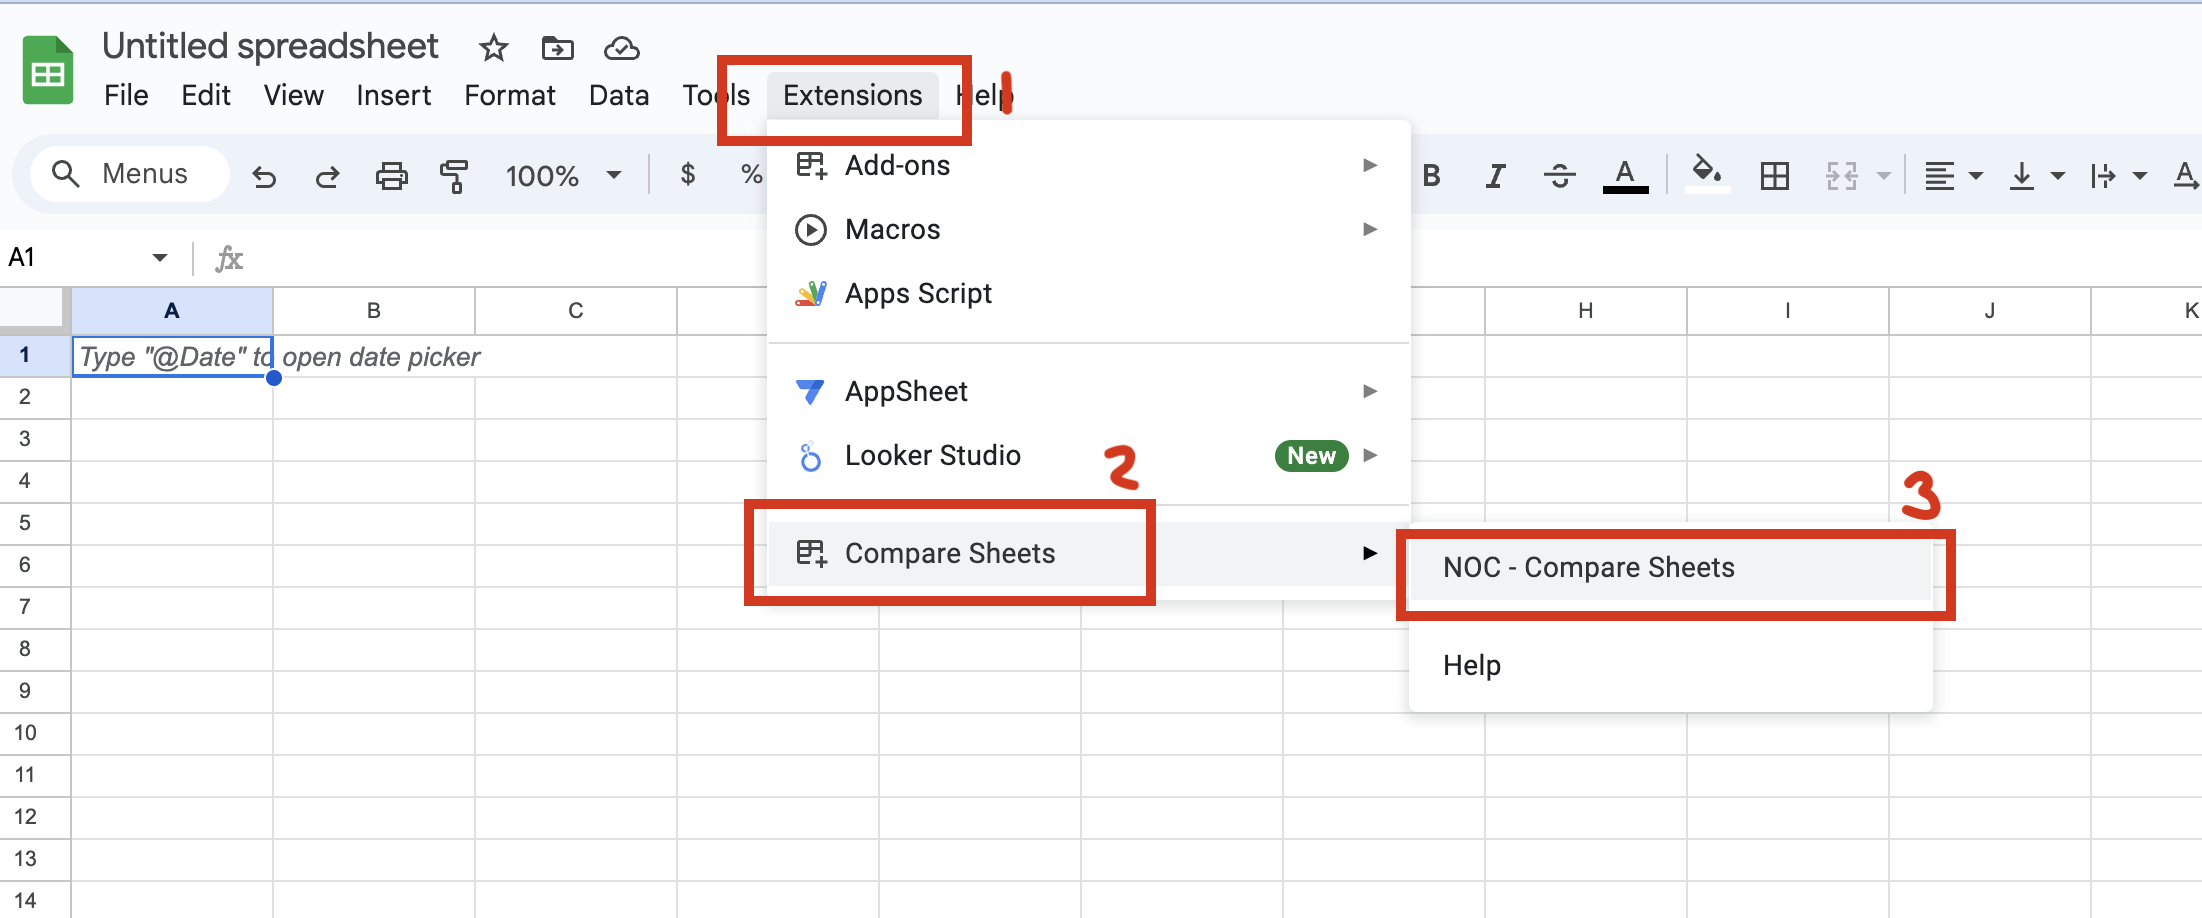 Untitled spreadsheet
File Edit View Insert Format Data Tools Extensions Help 1
Menus 100% $ % B I S A A
A1 fx
A B C H I J K
1 Type "@Date" to open date picker
2
3
4
5
6
7
8
9
10
11
12
13
14
Add-ons
Macros
Apps Script
AppSheet
Looker Studio New
2
Compare Sheets
3
NOC - Compare Sheets
Help